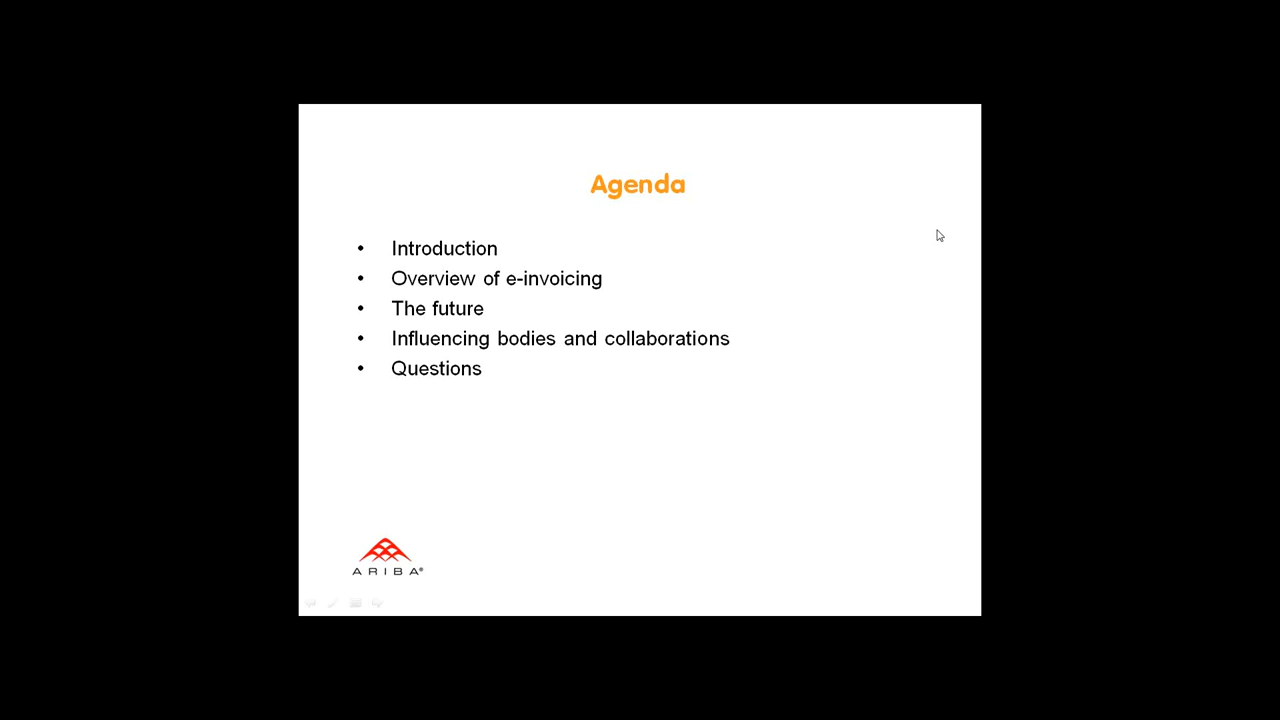 Agenda
• Introduction
• Overview of e-invoicing
• The future
• Influencing bodies and collaborations
• Questions
ARIBA®